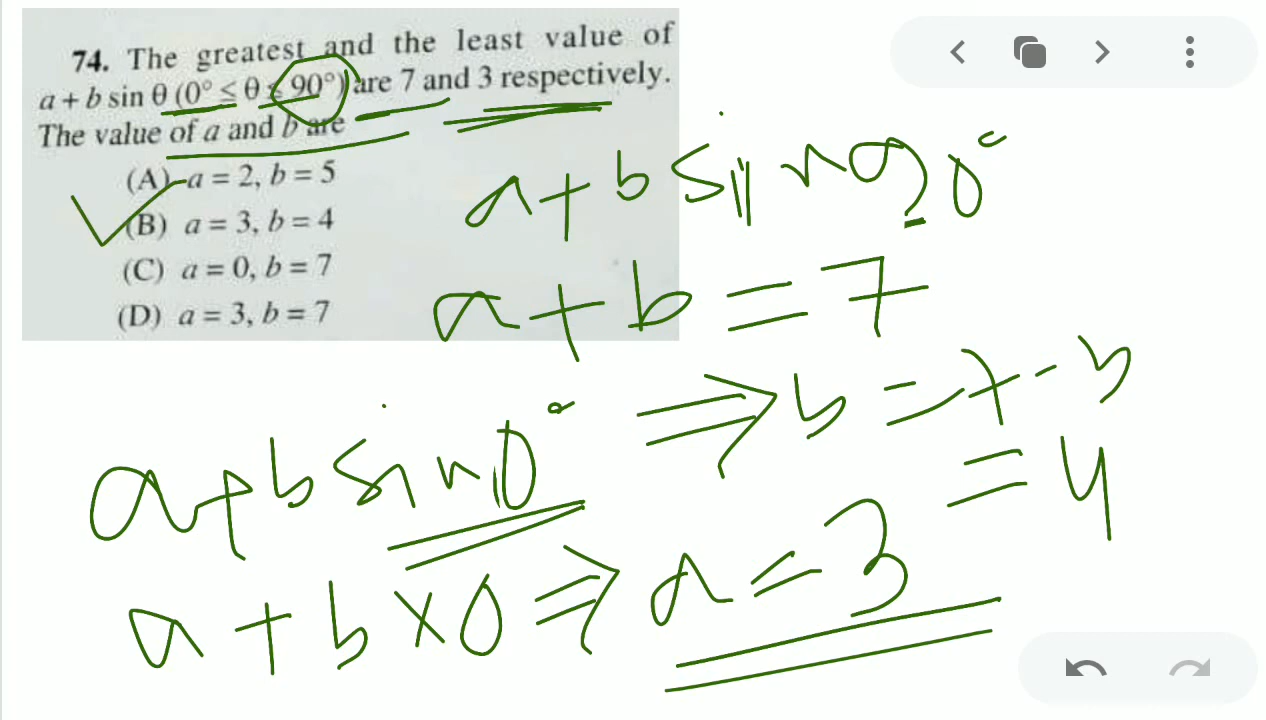 74. The greatest and the least value of
a + b sin θ (0° ≤ θ ≤ 90°) are 7 and 3 respectively.
The value of a and b are
(A) a = 2, b = 5
(B) a = 3, b = 4
(C) a = 0, b = 7
(D) a = 3, b = 7
a + b sin 90°
a + b = 7
⇒ b = 7 - 3
= 4
a + b sin 0°
a + b × 0 ⇒ a = 3